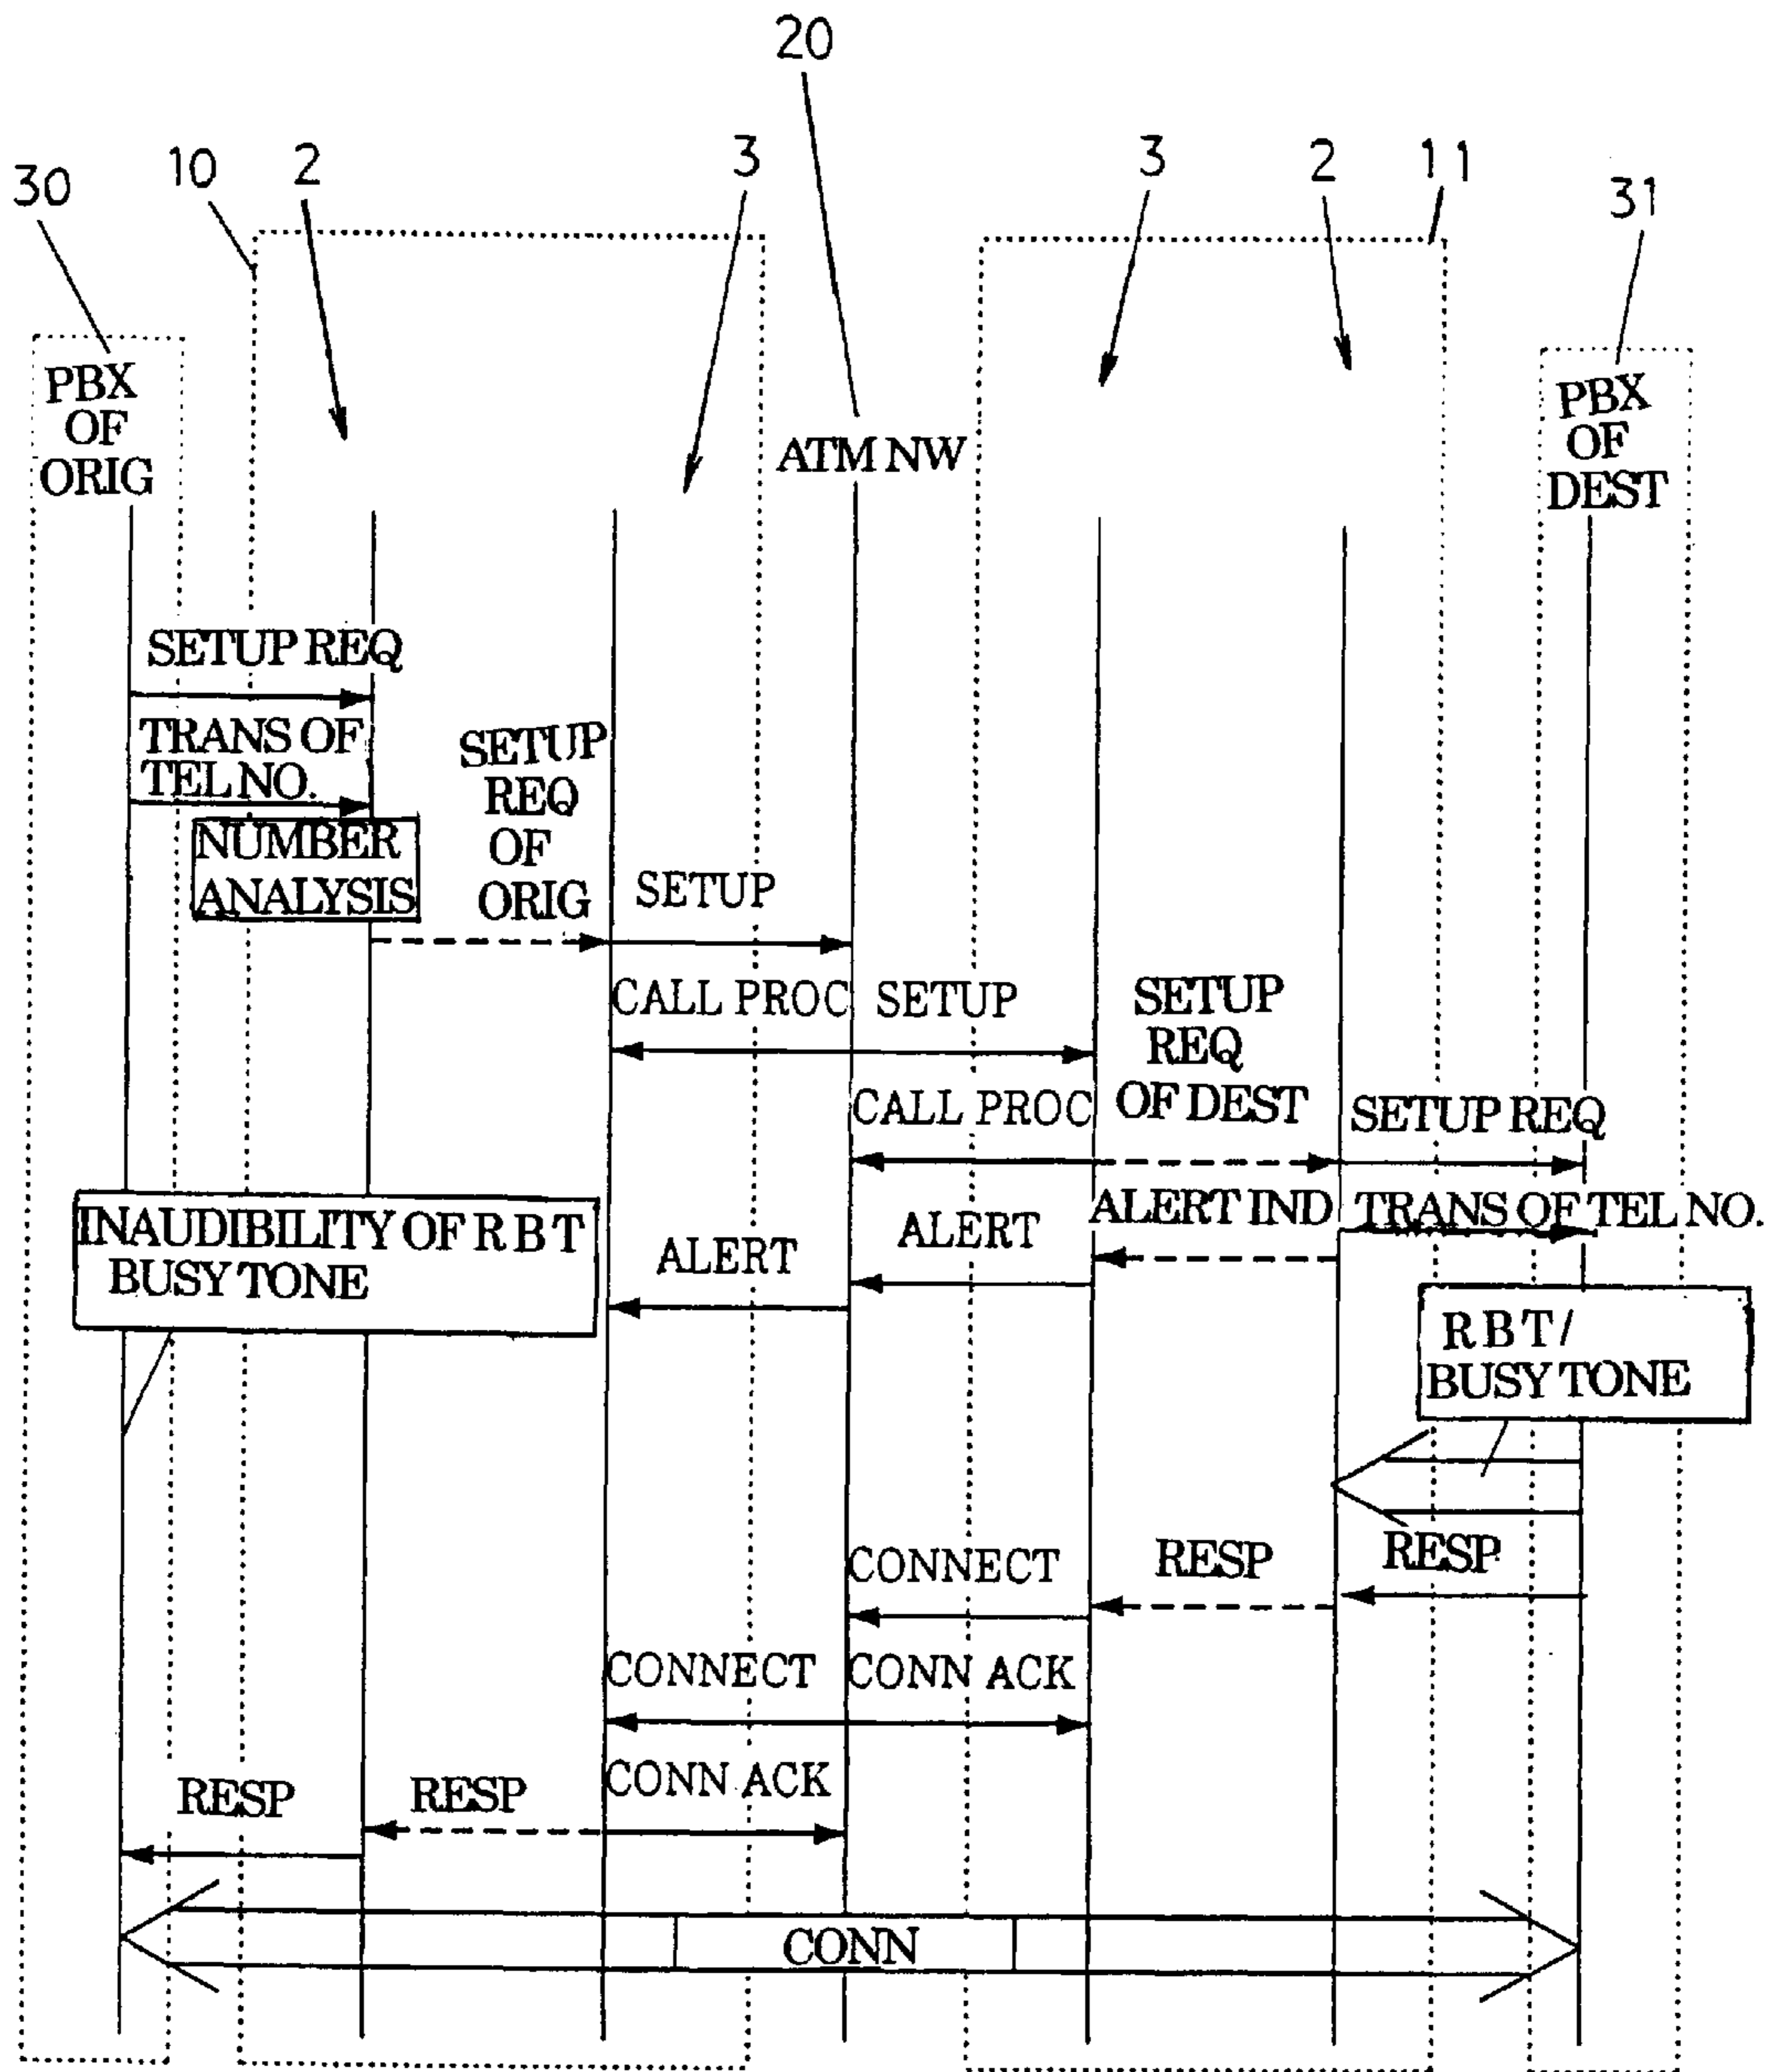 20
30
10
2
3
3
2
11
31
PBX
OF
ORIG
ATM NW
PBX
OF
DEST
SETUP REQ
TRANS OF
TEL NO.
NUMBER
ANALYSIS
SETUP
REQ
OF
ORIG
SETUP
CALL PROC
SETUP
SETUP
REQ
OF DEST
CALL PROC
SETUP REQ
ALERT IND
TRANS OF TEL NO.
INAUDIBILITY OF R B T
BUSY TONE
ALERT
ALERT
R B T /
BUSY TONE
CONNECT
RESP
RESP
CONNECT
CONN ACK
RESP
RESP
CONN ACK
CONN